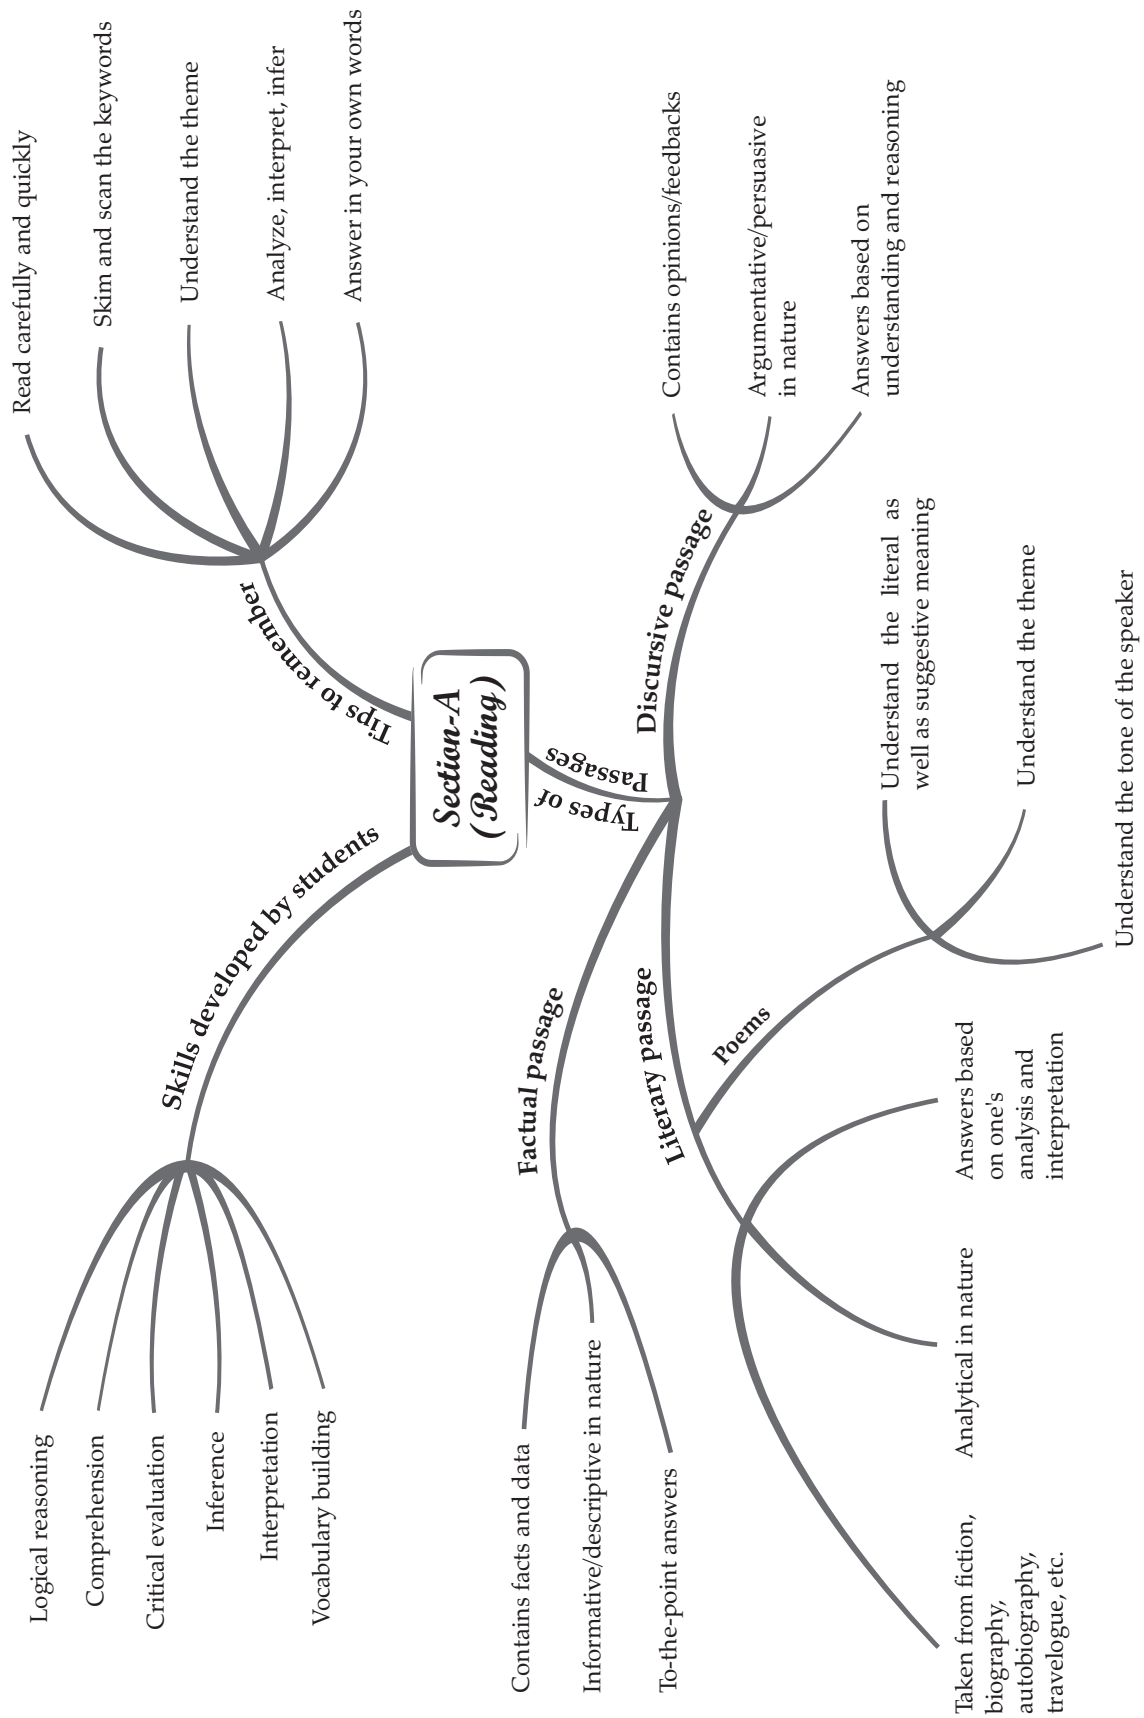 Section-A
(Reading)
Skills developed by students
Logical reasoning
Comprehension
Critical evaluation
Inference
Interpretation
Vocabulary building
Tips to remember
Read carefully and quickly
Skim and scan the keywords
Understand the theme
Analyze, interpret, infer
Answer in your own words
Types of
Passages
Factual passage
Contains facts and data
Informative/descriptive in nature
To-the-point answers
Discursive passage
Contains opinions/feedbacks
Argumentative/persuasive
in nature
Answers based on
understanding and reasoning
Literary passage
Taken from fiction,
biography,
autobiography,
travelogue, etc.
Analytical in nature
Answers based
on one's
analysis and
interpretation
Poems
Understand the literal as
well as suggestive meaning
Understand the theme
Understand the tone of the speaker